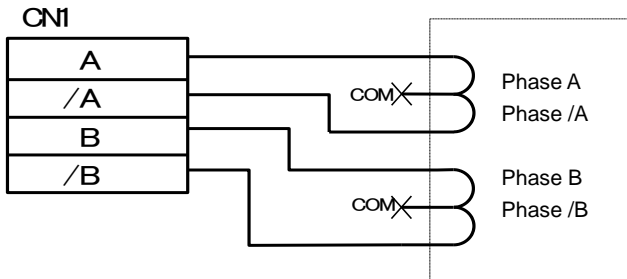 CN1
A
/A
B
/B
COM
Phase A
Phase /A
COM
Phase B
Phase /B